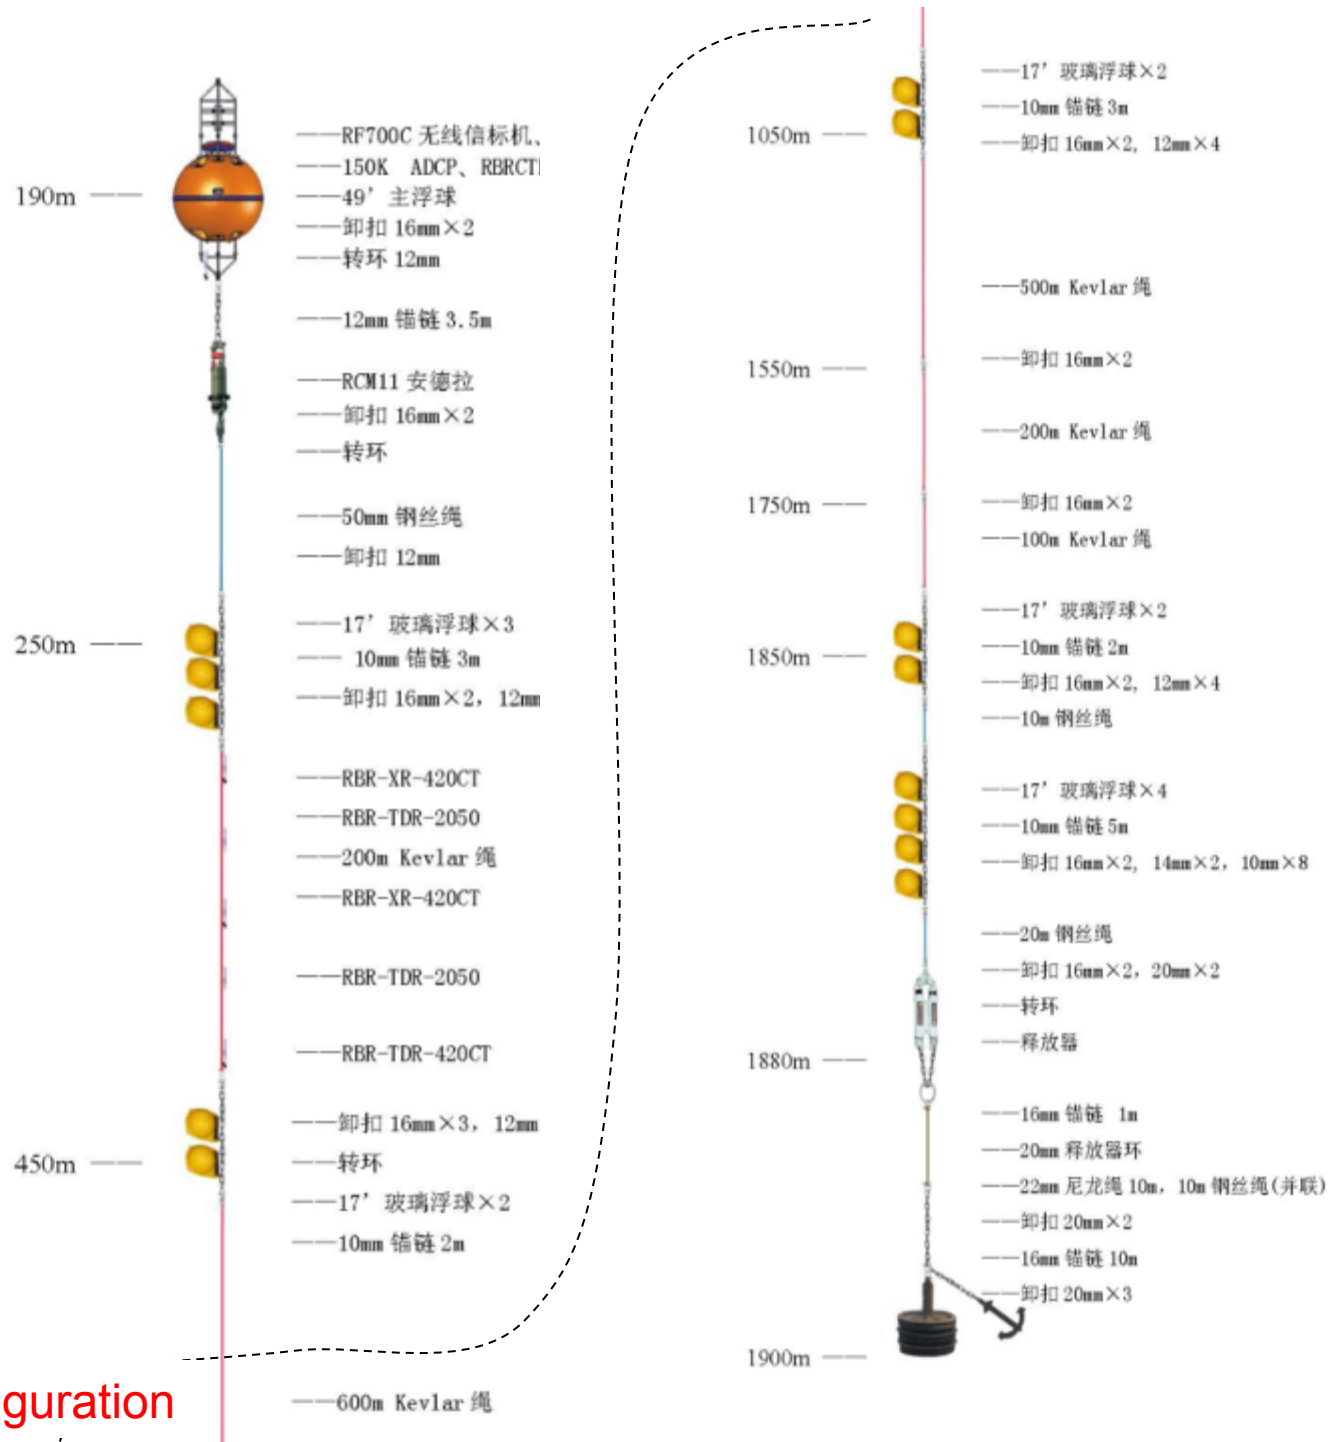 ——RF700C 无线信标机、
——150K ADCP、RBRCT
190m ——
——49’主浮球
——卸扣 16mm×2
——转环 12mm
——12mm 锚链 3.5m
——RCM11 安德拉
——卸扣 16mm×2
——转环
——50mm 钢丝绳
——卸扣 12mm
——17’ 玻璃浮球×3
250m ——
—— 10mm 锚链 3m
——卸扣 16mm×2, 12mm
——RBR-XR-420CT
——RBR-TDR-2050
——200m Kevlar 绳
——RBR-XR-420CT
——RBR-TDR-2050
——RBR-TDR-420CT
——卸扣 16mm×3, 12mm
450m ——
——转环
——17’ 玻璃浮球×2
——10mm 锚链 2m
guration
——600m Kevlar 绳
——17’ 玻璃浮球×2
——10mm 锚链 3m
1050m ——
——卸扣 16mm×2, 12mm×4
——500m Kevlar 绳
——卸扣 16mm×2
1550m ——
——200m Kevlar 绳
——卸扣 16mm×2
1750m ——
——100m Kevlar 绳
——17’ 玻璃浮球×2
——10mm 锚链 2m
1850m ——
——卸扣 16mm×2, 12mm×4
——10m 钢丝绳
——17’ 玻璃浮球×4
——10mm 锚链 5m
——卸扣 16mm×2, 14mm×2, 10mm×8
——20m 钢丝绳
——卸扣 16mm×2, 20mm×2
——转环
——释放器
1880m ——
——16mm 锚链 1m
——20mm 释放器环
——22mm 尼龙绳 10m, 10m 钢丝绳(并联)
——卸扣 20mm×2
——16mm 锚链 10m
——卸扣 20mm×3
1900m ——